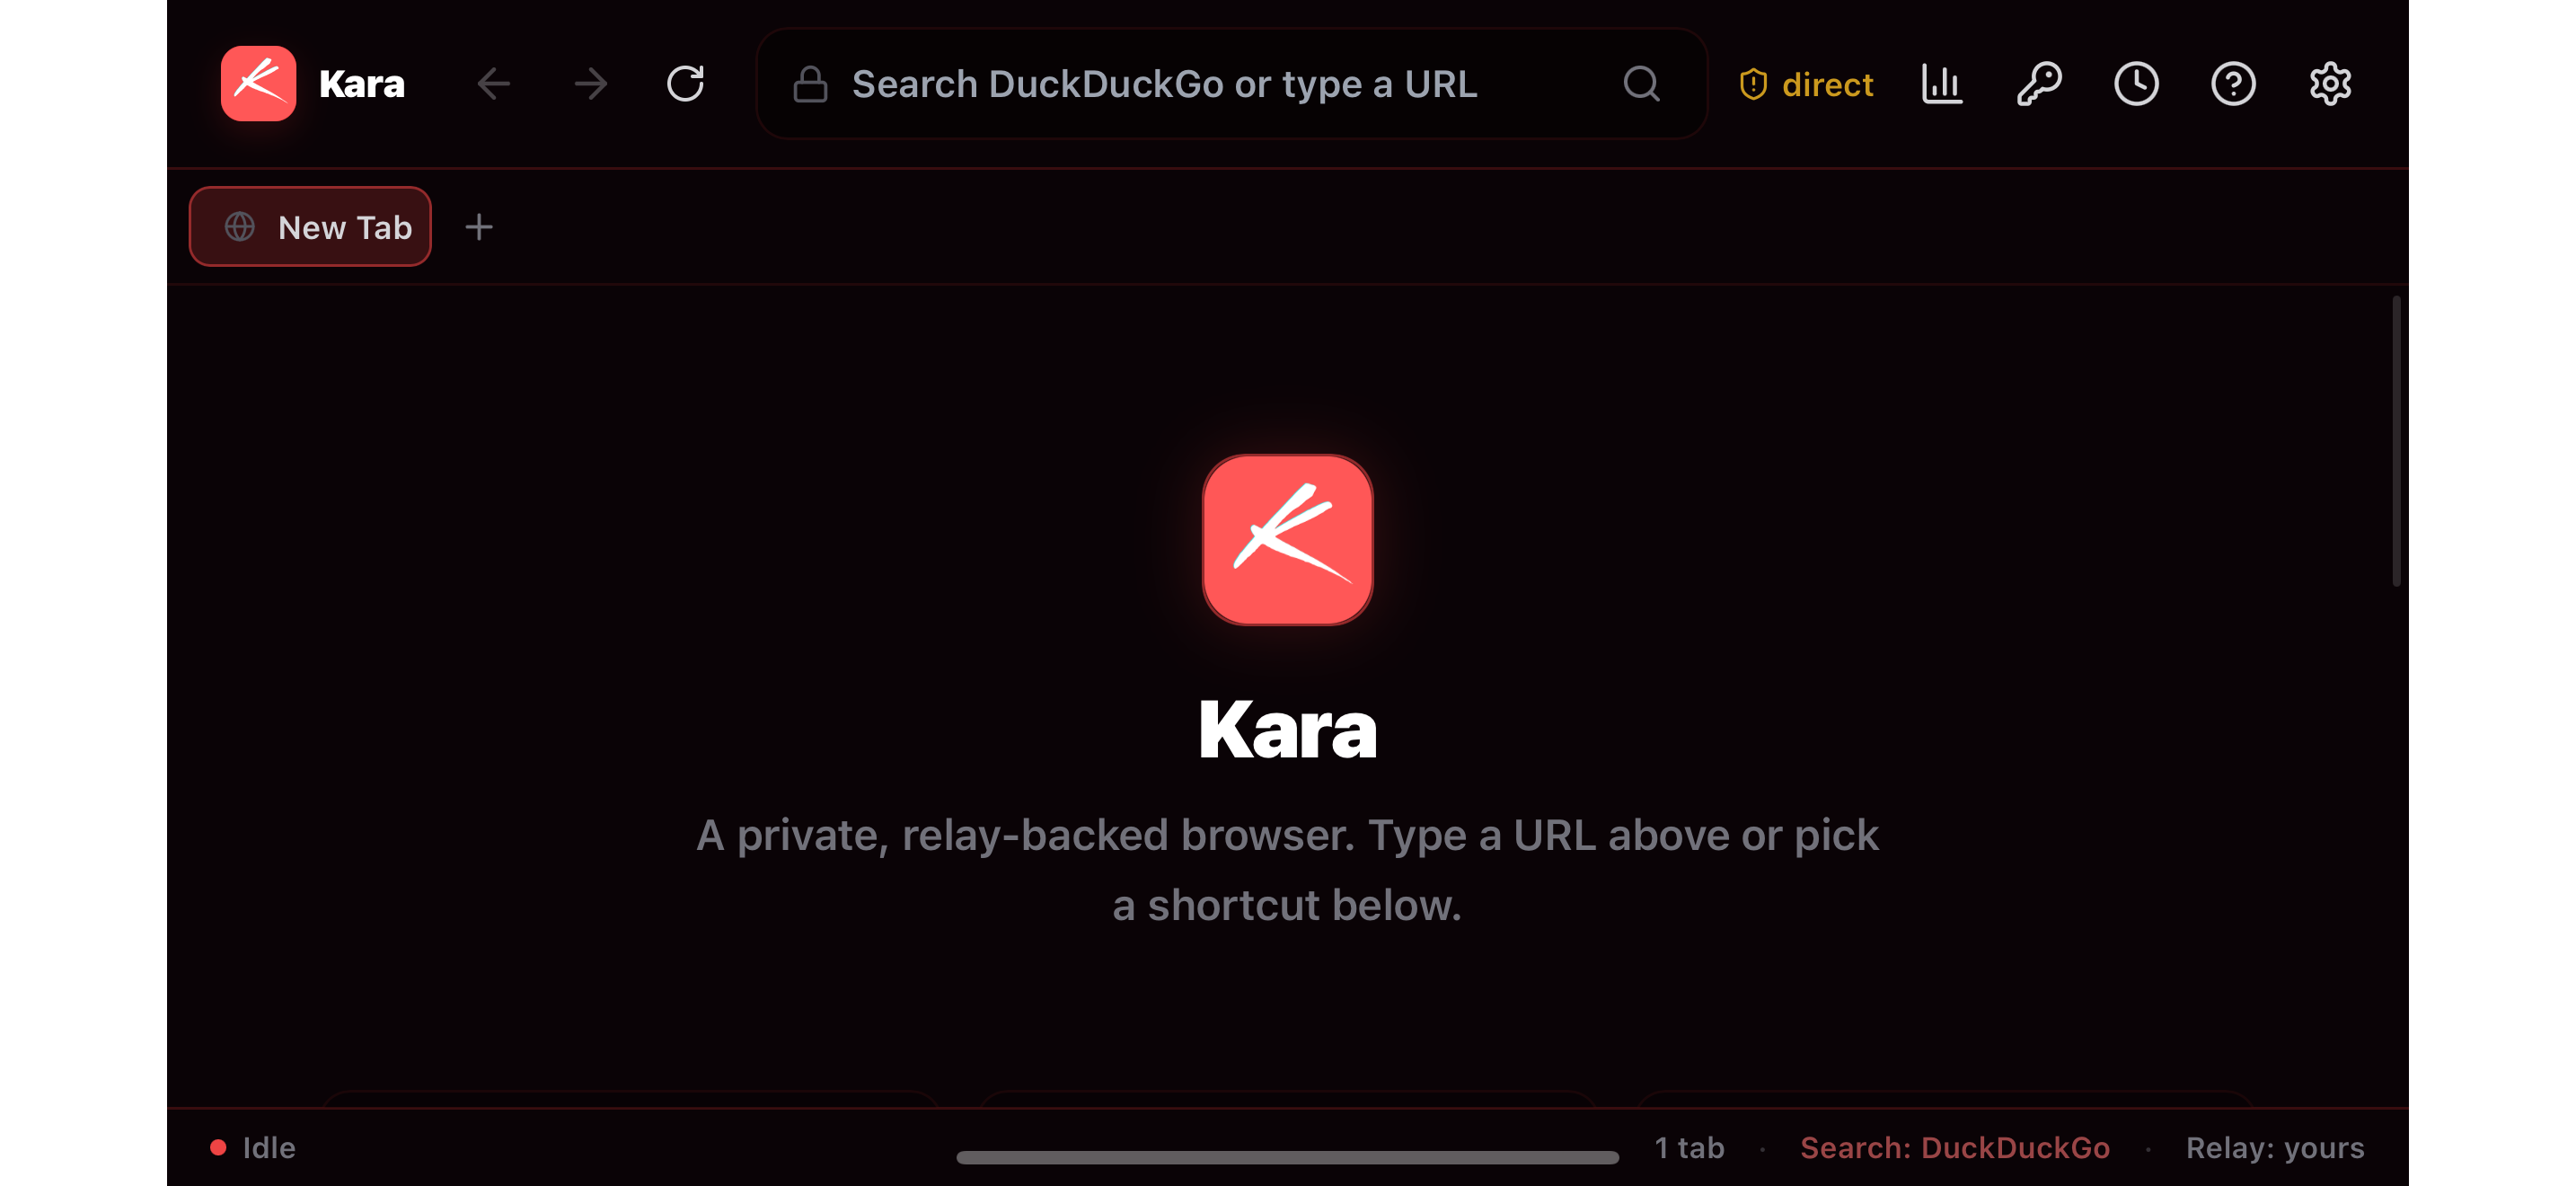 Kara
Search DuckDuckGo or type a URL
direct
New Tab
Kara
A private, relay-backed browser. Type a URL above or pick
a shortcut below.
Idle
1 tab · Search: DuckDuckGo · Relay: yours